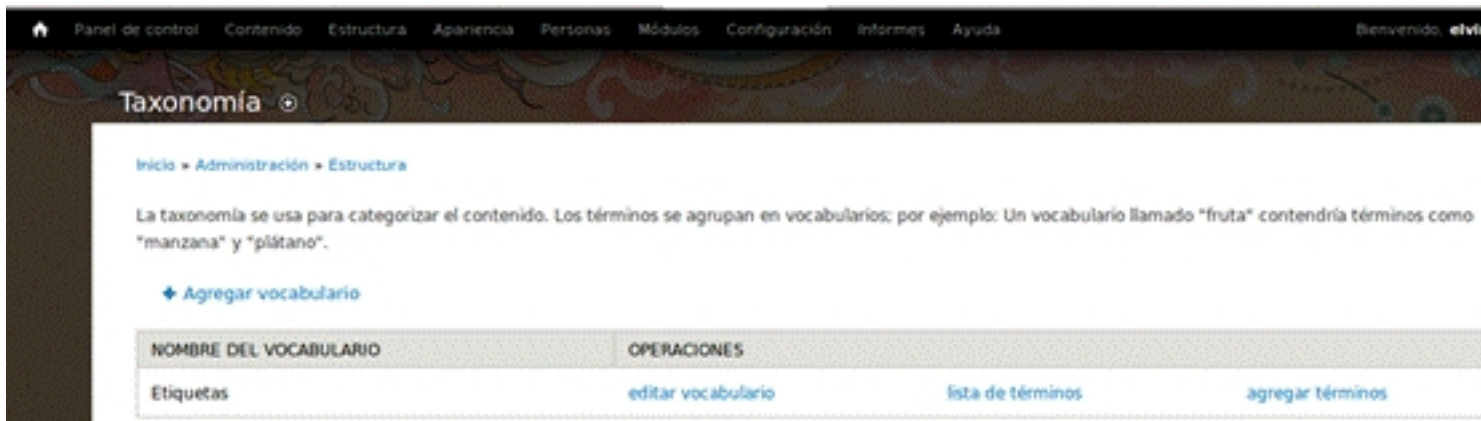 Panel de control Contenido Estructura Apariencia Personas Módulos Configuración Informes Ayuda Bienvenido, elvi
Taxonomía
Inicio » Administración » Estructura
La taxonomía se usa para categorizar el contenido. Los términos se agrupan en vocabularios; por ejemplo: Un vocabulario llamado "fruta" contendría términos como
"manzana" y "plátano".
Agregar vocabulario
NOMBRE DEL VOCABULARIO OPERACIONES
Etiquetas editar vocabulario lista de términos agregar términos